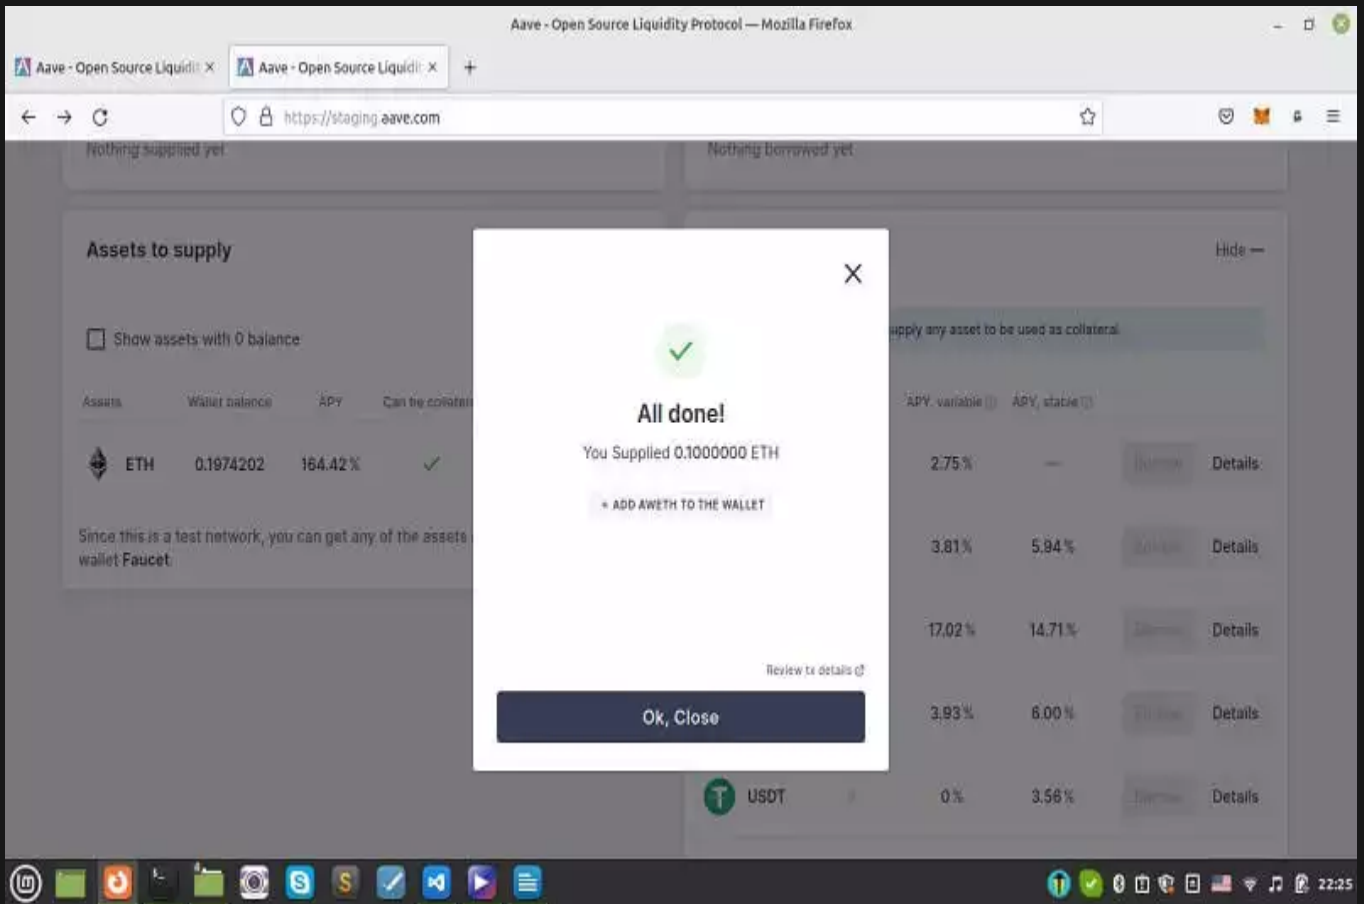 Aave - Open Source Liquidity Protocol — Mozilla Firefox
Aave - Open Source Liquidit
Aave - Open Source Liquidit
https://staging.aave.com
Nothing supplied yet
Nothing borrowed yet
Assets to supply
Hide —
Show assets with 0 balance
upply any asset to be used as collateral.
Assets Wallet balance APY Can be collater
APY, variable APY, stable
ETH 0.1974202 164.42 %
2.75 % — Details
Since this is a test network, you can get any of the assets
wallet Faucet
3.81 % 5.94 % Details
17.02 % 14.71 % Details
3.93 % 6.00 % Details
USDT 0 % 3.56 % Details
All done!
You Supplied 0.1000000 ETH
+ ADD AWETH TO THE WALLET
Review tx details
Ok, Close
22:25